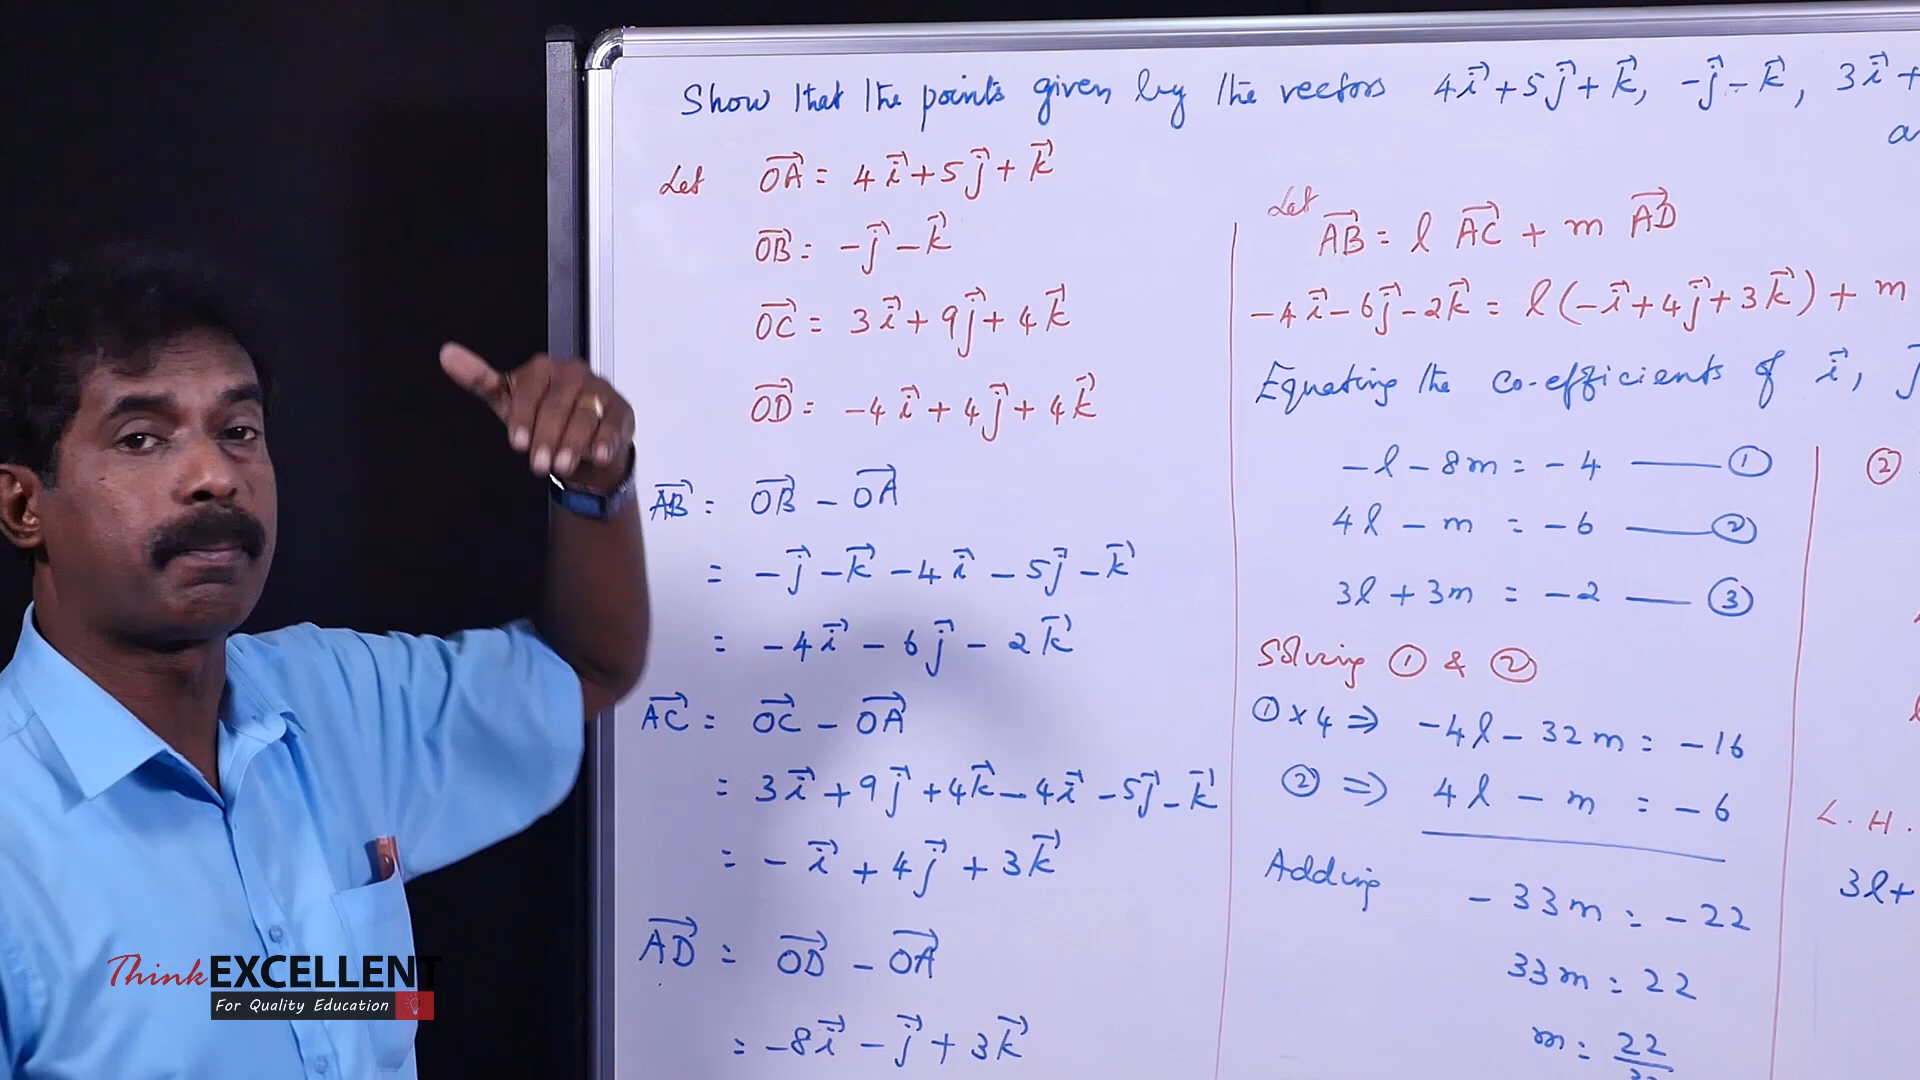 Show that the points given by the vectors 4i⃗+5j⃗+k⃗, -j⃗-k⃗, 3i⃗+
Let OA⃗ = 4i⃗+5j⃗+k⃗
OB⃗ = -j⃗-k⃗
OC⃗ = 3i⃗+9j⃗+4k⃗
OD⃗ = -4i⃗+4j⃗+4k⃗
AB⃗ = OB⃗ - OA⃗
= -j⃗-k⃗-4i⃗-5j⃗-k⃗
= -4i⃗-6j⃗-2k⃗
AC⃗ = OC⃗ - OA⃗
= 3i⃗+9j⃗+4k⃗-4i⃗-5j⃗-k⃗
= -i⃗+4j⃗+3k⃗
AD⃗ = OD⃗ - OA⃗
= -8i⃗-j⃗+3k⃗
Let AB⃗ = l AC⃗ + m AD⃗
-4i⃗-6j⃗-2k⃗ = l(-i⃗+4j⃗+3k⃗) + m
Equating the co-efficients of i⃗, j⃗
-l - 8m = -4 —— ①
4l - m = -6 —— ②
3l + 3m = -2 —— ③
Solving ① & ②
① x 4 ⇒ -4l - 32m = -16
② ⇒ 4l - m = -6
Adding -33m = -22
33m = 22
m = 22
②
L.H.
3l+
ThinkEXCELLENT
For Quality Education